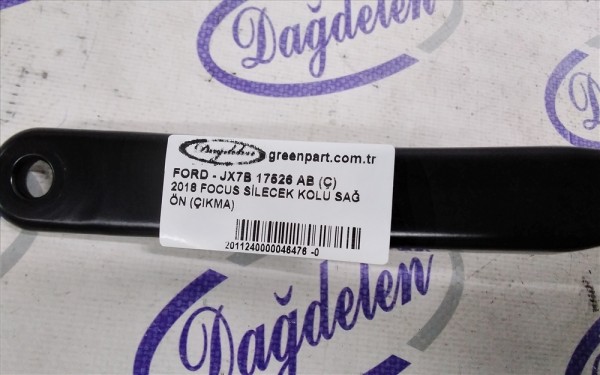 Dağdelen
Dağdelen greenpart.com.tr
FORD - JX7B 17526 AB (Ç)
2018 FOCUS SİLECEK KOLU SAĞ
ÖN (ÇIKMA)
2011240000046476 -0
Dağdelen